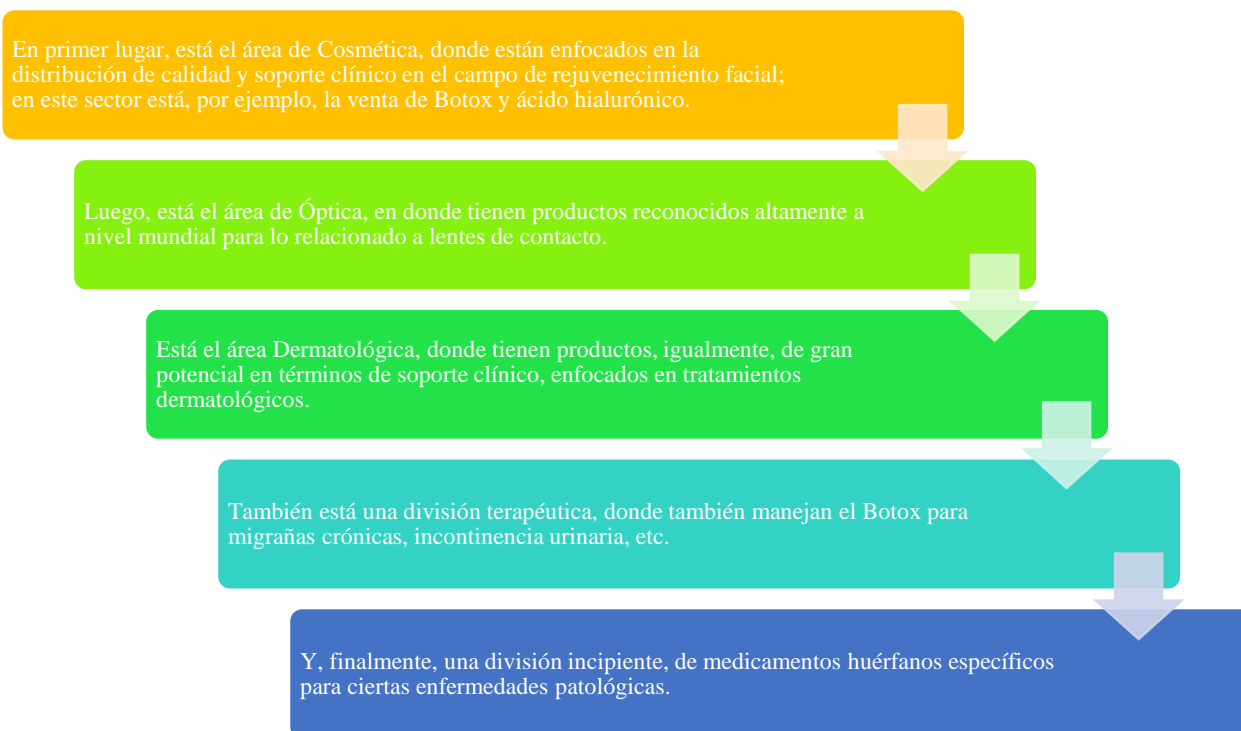 En primer lugar, está el área de Cosmética, donde están enfocados en la
distribución de calidad y soporte clínico en el campo de rejuvenecimiento facial;
en este sector está, por ejemplo, la venta de Botox y ácido hialurónico.
Luego, está el área de Óptica, en donde tienen productos reconocidos altamente a
nivel mundial para lo relacionado a lentes de contacto.
Está el área Dermatológica, donde tienen productos, igualmente, de gran
potencial en términos de soporte clínico, enfocados en tratamientos
dermatológicos.
También está una división terapéutica, donde también manejan el Botox para
migrañas crónicas, incontinencia urinaria, etc.
Y, finalmente, una división incipiente, de medicamentos huérfanos específicos
para ciertas enfermedades patológicas.